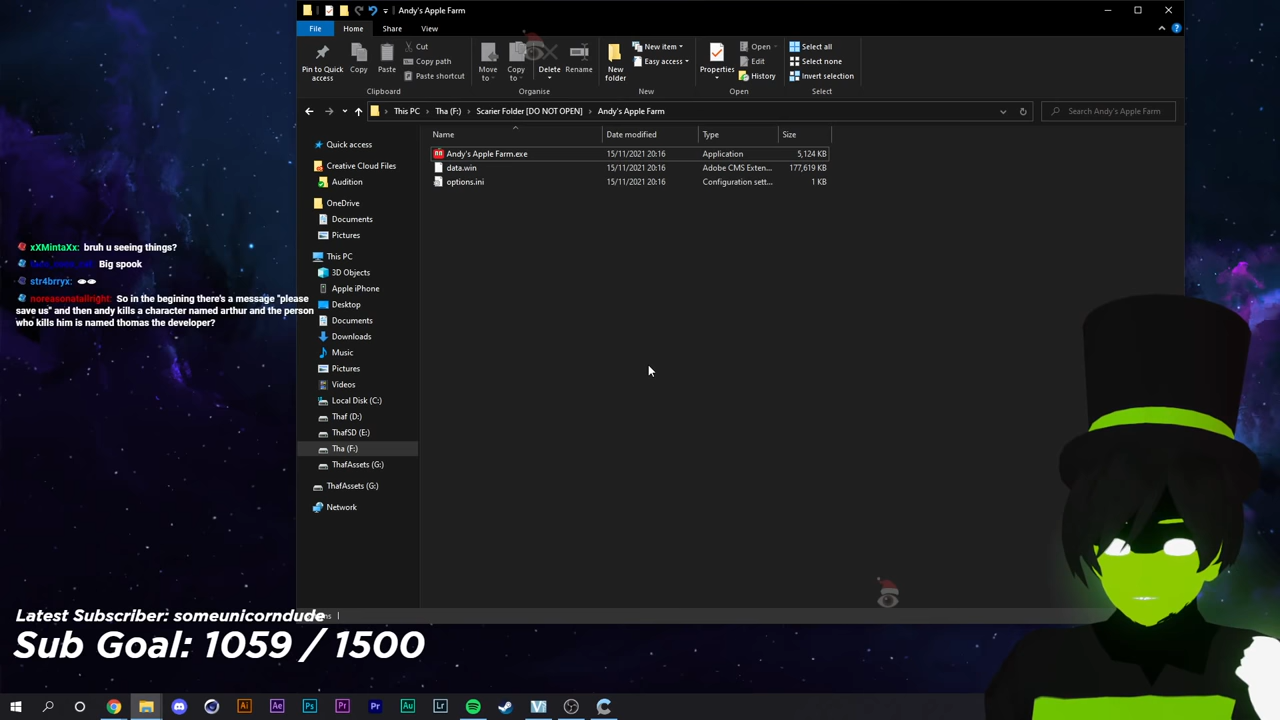 Andy's Apple Farm
File
Home
Share
View
Pin to Quick access
Copy
Paste
Cut
Copy path
Paste shortcut
Clipboard
Move to
Copy to
Delete
Rename
Organise
New folder
New item
Easy access
New
Properties
Open
Edit
History
Open
Select all
Select none
Invert selection
Select
This PC
Tha (F:)
Scarier Folder [DO NOT OPEN]
Andy's Apple Farm
Search Andy's Apple Farm
Name
Date modified
Type
Size
Andy's Apple Farm.exe 15/11/2021 20:16 Application 5,124 KB
data.win 15/11/2021 20:16 Adobe CMS Exten... 177,619 KB
options.ini 15/11/2021 20:16 Configuration sett... 1 KB
Quick access
Creative Cloud Files
Audition
OneDrive
Documents
Pictures
This PC
3D Objects
Apple iPhone
Desktop
Documents
Downloads
Music
Pictures
Videos
Local Disk (C:)
Thaf (D:)
ThafSD (E:)
Tha (F:)
ThafAssets (G:)
ThafAssets (G:)
Network
xXMintaXx: bruh u seeing things?
Big spook
str4brryx:
noreasonatallright: So in the begining there's a message "please
save us" and then andy kills a character named arthur and the person
who kills him is named thomas the developer?
Latest Subscriber: someunicorndude
Sub Goal: 1059 / 1500
Ai
Ae
Ps
Pr
Pr
Au
Lr